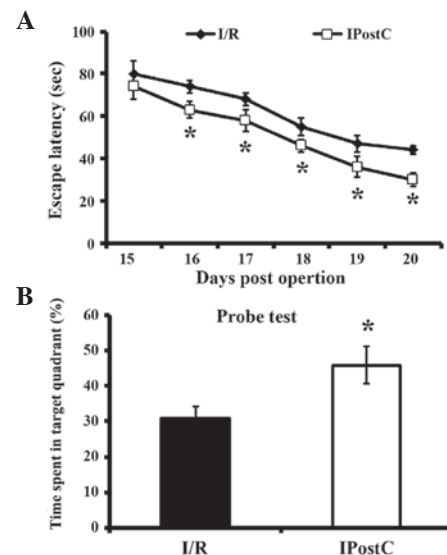 A
I/R
IPostC
Escape latency (sec)
100
80
60
40
20
0
*
*
*
*
*
15
16
17
18
19
20
Days post opertion
B
Probe test
Time spent in target quadrant (%)
60
50
40
30
20
10
0
*
I/R
IPostC